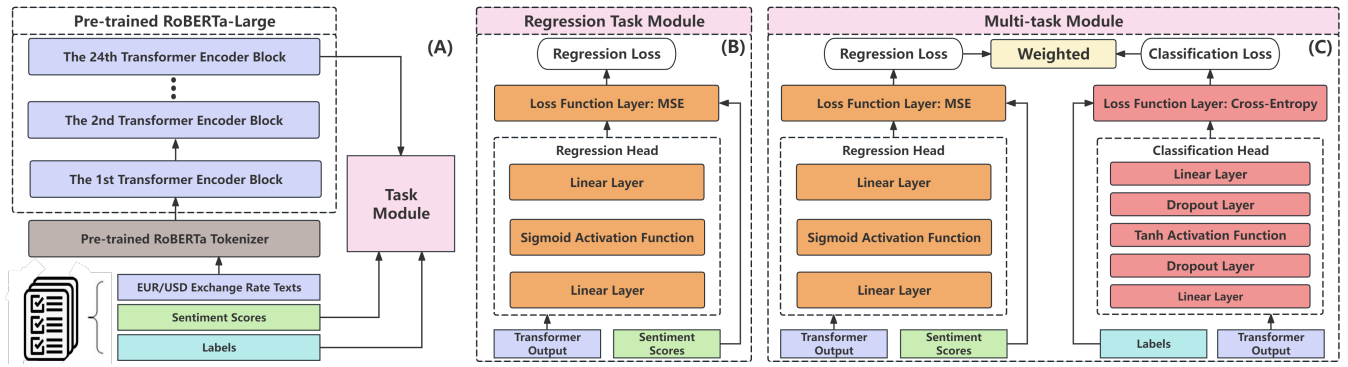 Pre-trained RoBERTa-Large
(A)
The 24th Transformer Encoder Block
The 2nd Transformer Encoder Block
The 1st Transformer Encoder Block
Pre-trained RoBERTa Tokenizer
EUR/USD Exchange Rate Texts
Sentiment Scores
Labels
Task
Module
Regression Task Module
(B)
Regression Loss
Loss Function Layer: MSE
Regression Head
Linear Layer
Sigmoid Activation Function
Linear Layer
Transformer
Output
Sentiment
Scores
Multi-task Module
(C)
Regression Loss
Weighted
Classification Loss
Loss Function Layer: MSE
Regression Head
Linear Layer
Sigmoid Activation Function
Linear Layer
Transformer
Output
Sentiment
Scores
Loss Function Layer: Cross-Entropy
Classification Head
Linear Layer
Dropout Layer
Tanh Activation Function
Dropout Layer
Linear Layer
Labels
Transformer
Output